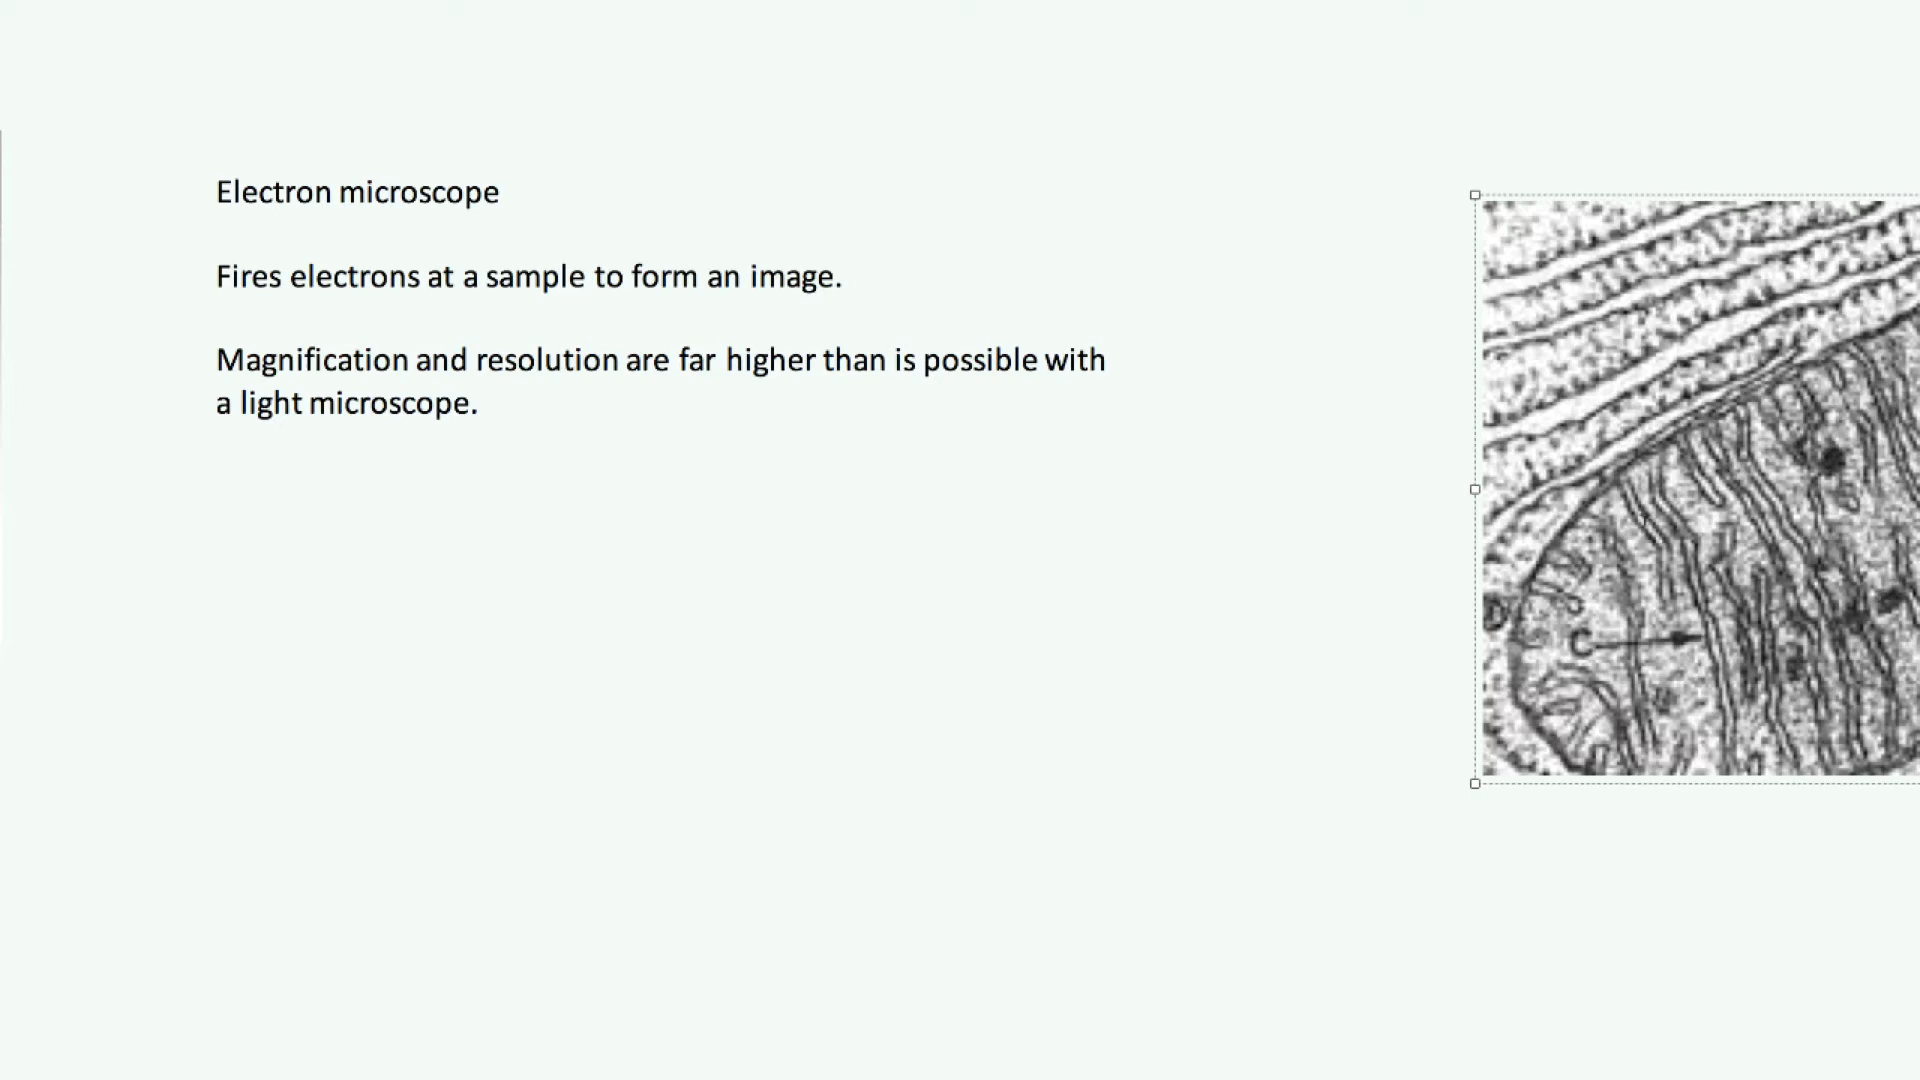 Electron microscope
Fires electrons at a sample to form an image.
Magnification and resolution are far higher than is possible with
a light microscope.
C